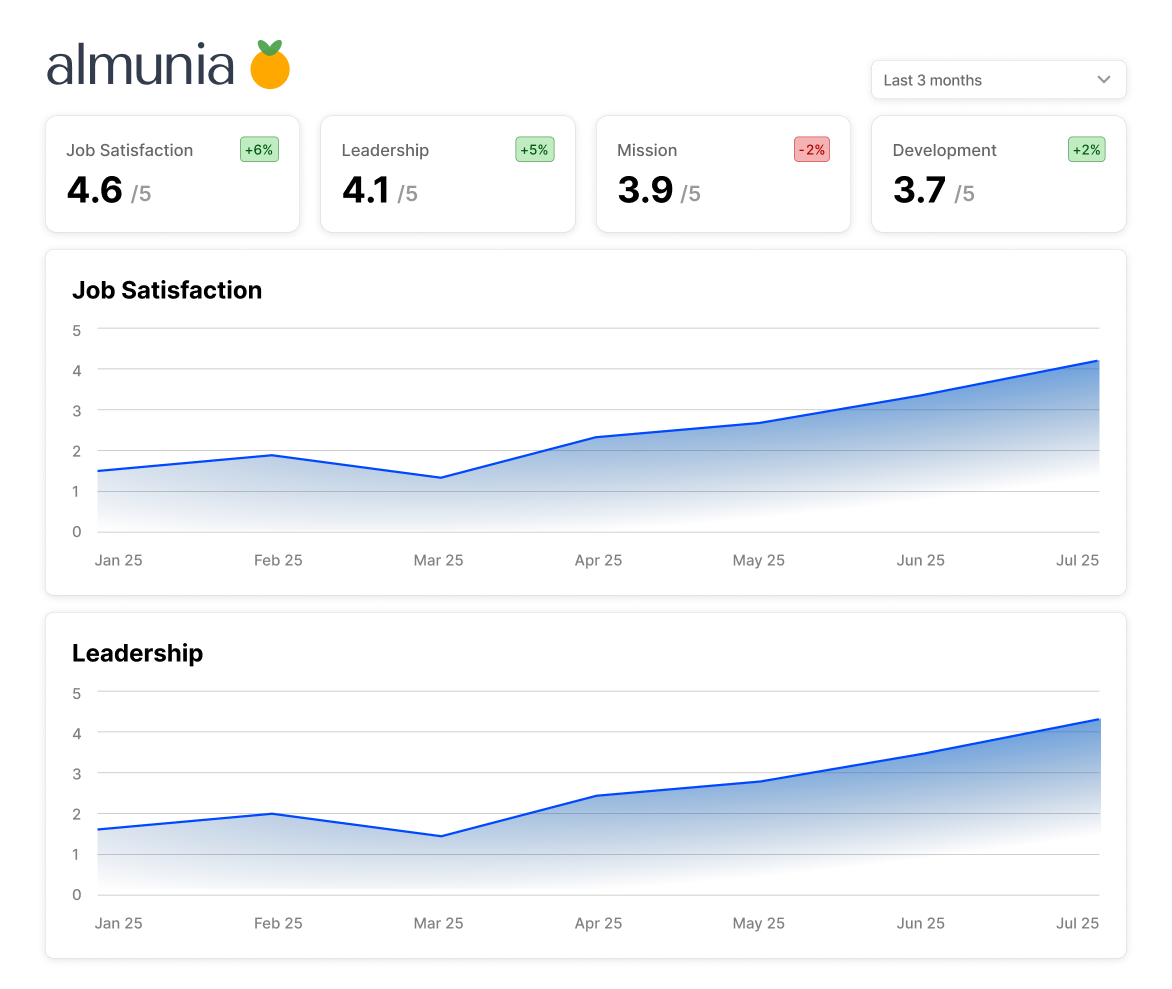 almunia
Last 3 months
Job Satisfaction +6%
4.6 /5
Leadership +5%
4.1 /5
Mission -2%
3.9 /5
Development +2%
3.7 /5
Job Satisfaction
5
4
3
2
1
0
Jan 25 Feb 25 Mar 25 Apr 25 May 25 Jun 25 Jul 25
Leadership
5
4
3
2
1
0
Jan 25 Feb 25 Mar 25 Apr 25 May 25 Jun 25 Jul 25